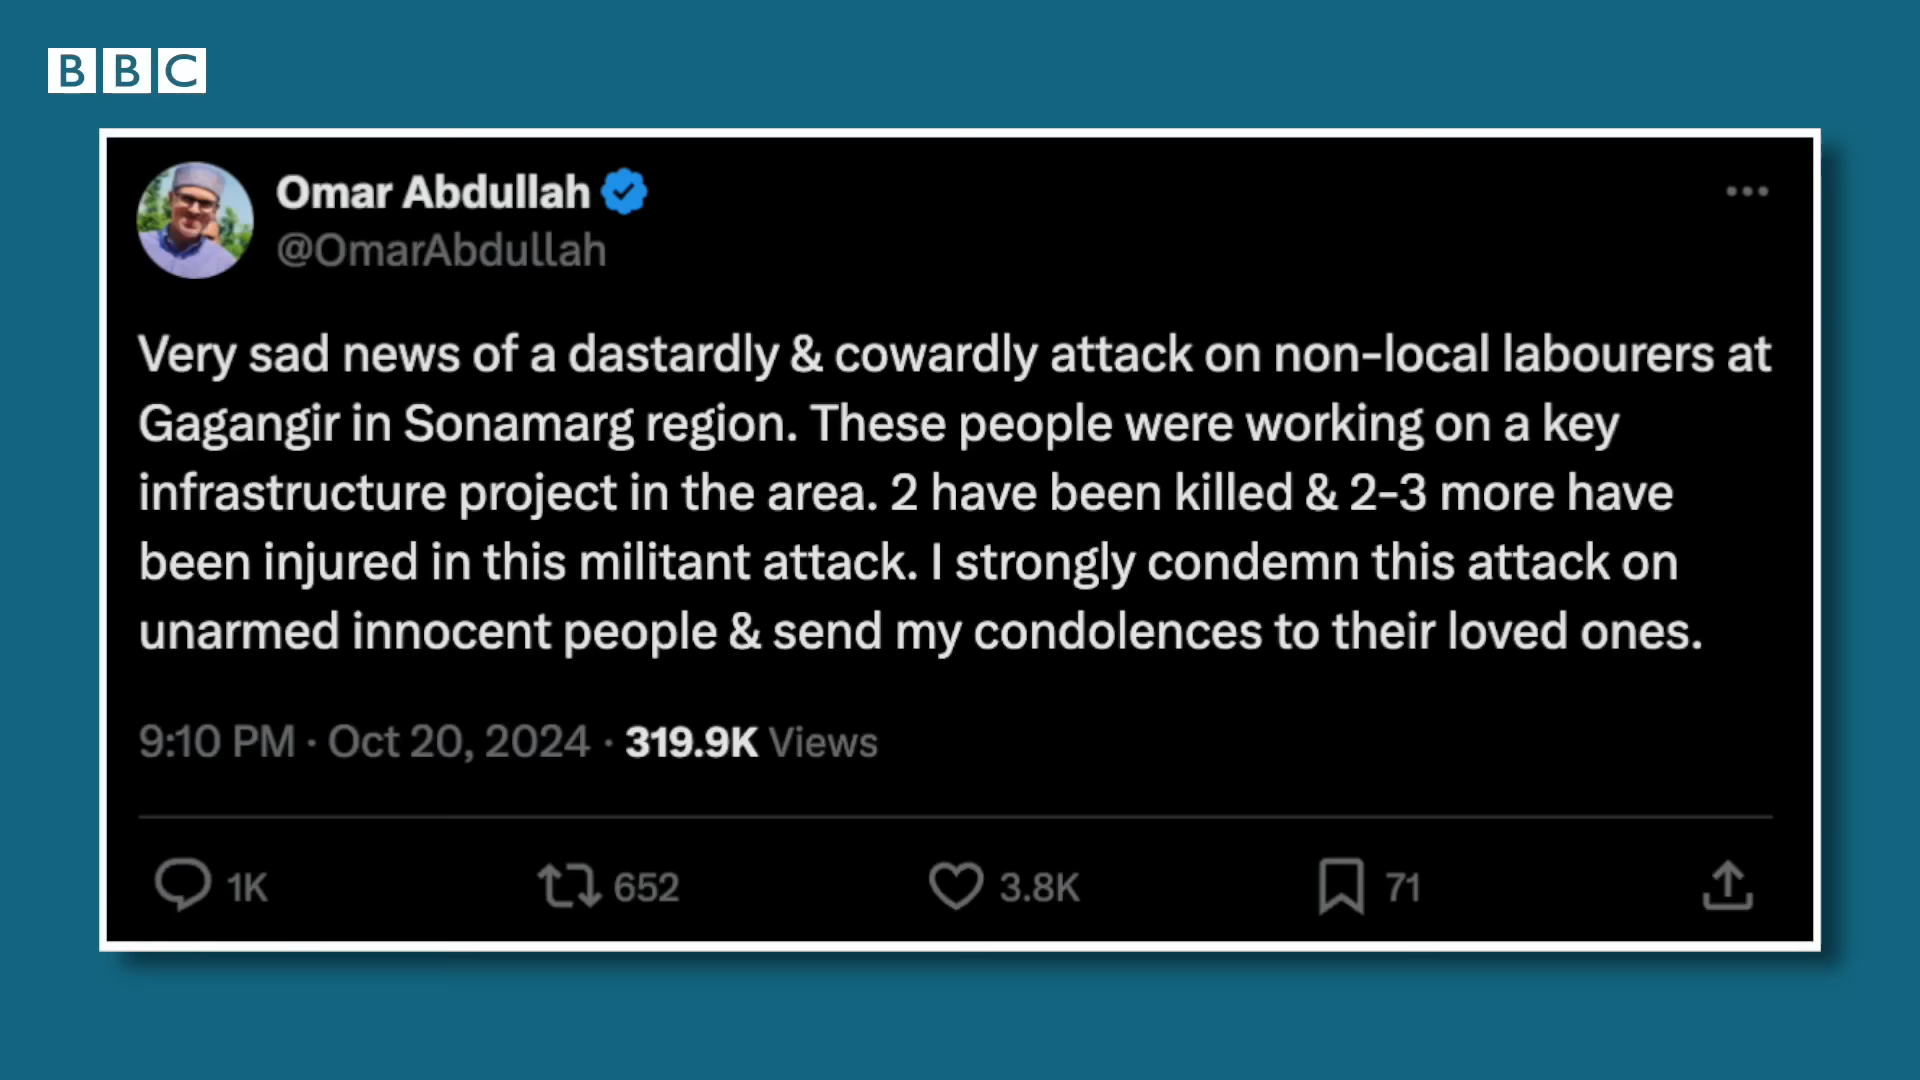 BBC
Omar Abdullah
@OmarAbdullah
Very sad news of a dastardly & cowardly attack on non-local labourers at
Gagangir in Sonamarg region. These people were working on a key
infrastructure project in the area. 2 have been killed & 2-3 more have
been injured in this militant attack. I strongly condemn this attack on
unarmed innocent people & send my condolences to their loved ones.
9:10 PM · Oct 20, 2024 · 319.9K Views
1K 652 3.8K 71